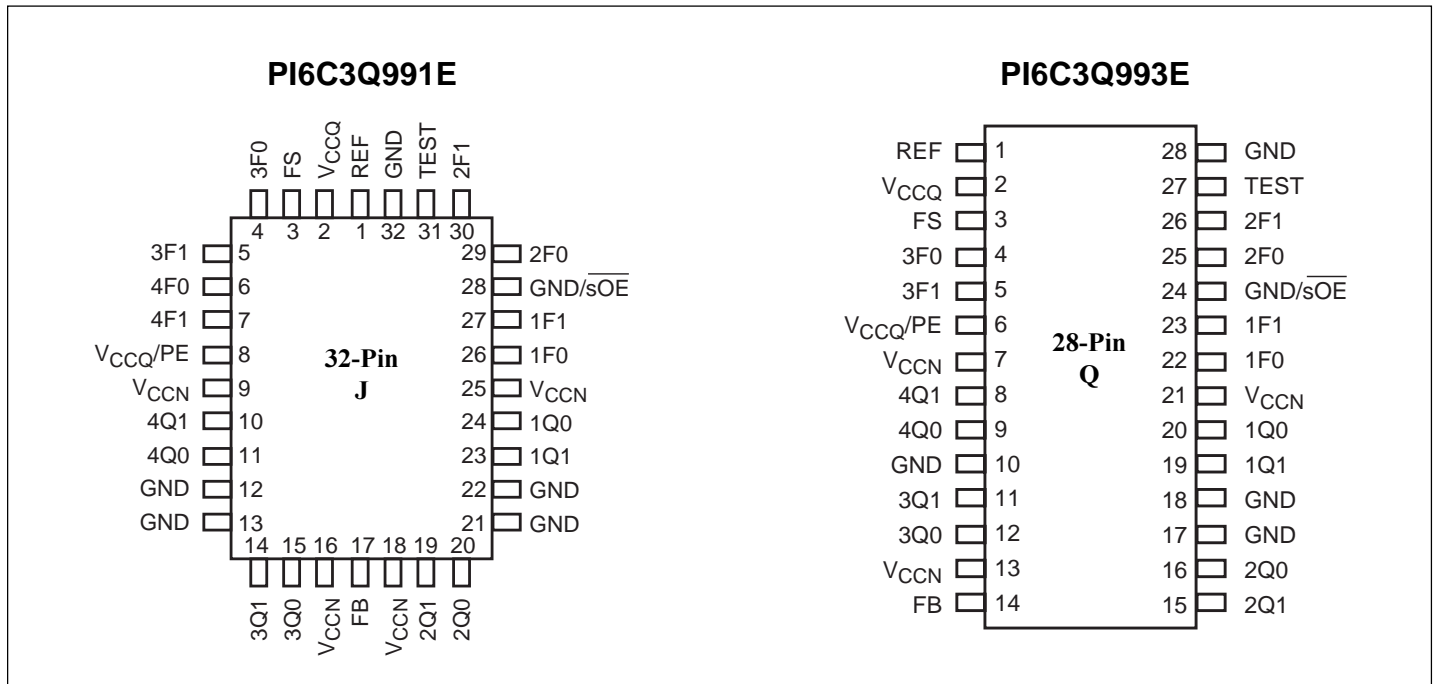 PI6C3Q991E
3F0
FS
VCCQ
REF
GND
TEST
2F1
4
3
2
1
32
31
30
3F1 5
4F0 6
4F1 7
VCCQ/PE 8
VCCN 9
4Q1 10
4Q0 11
GND 12
GND 13
32-Pin
J
29 2F0
28 GND/sOE
27 1F1
26 1F0
25 VCCN
24 1Q0
23 1Q1
22 GND
21 GND
14
15
16
17
18
19
20
3Q1
3Q0
VCCN
FB
VCCN
2Q1
2Q0
PI6C3Q993E
REF 1
VCCQ 2
FS 3
3F0 4
3F1 5
VCCQ/PE 6
VCCN 7
4Q1 8
4Q0 9
GND 10
3Q1 11
3Q0 12
VCCN 13
FB 14
28-Pin
Q
28 GND
27 TEST
26 2F1
25 2F0
24 GND/sOE
23 1F1
22 1F0
21 VCCN
20 1Q0
19 1Q1
18 GND
17 GND
16 2Q0
15 2Q1